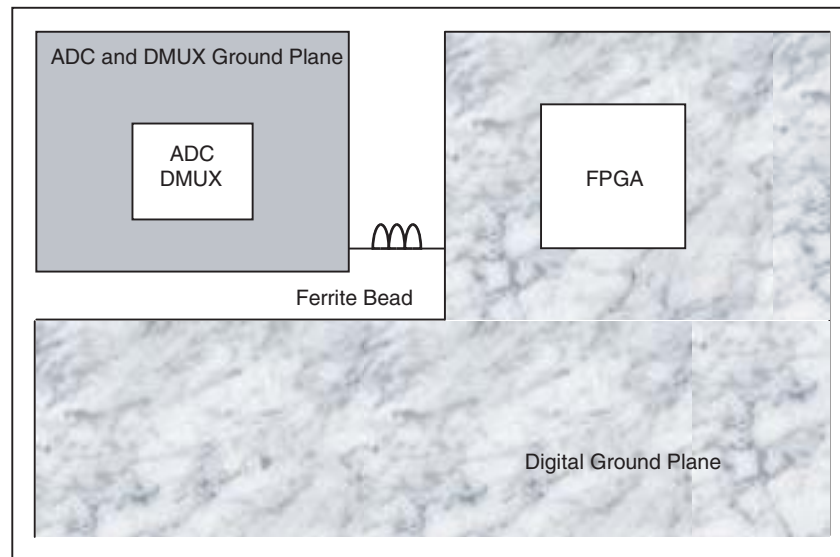 ADC and DMUX Ground Plane
ADC
DMUX
FPGA
Ferrite Bead
Digital Ground Plane